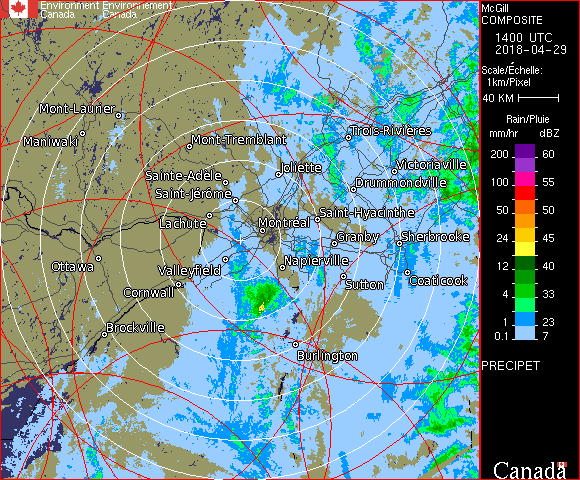 Environment Environnement
Canada Canada
McGill
COMPOSITE
1400 UTC
2018-04-29
Scale/Échelle:
1km/Pixel
40 KM
Rain/Pluie
mm/hr dBZ
200 60
100 55
50 50
24 45
12 40
4 33
1 23
0.1 7
PRECIPET
Canada
Mont-Laurier
Maniwaki
Mont-Tremblant
Trois-Rivières
Joliette
Victoriaville
Sainte-Adèle
Drummondville
Saint-Jérôme
Saint-Hyacinthe
Lachute
Montréal
Granby
Sherbrooke
Ottawa
Valleyfield
Napierville
Sutton
Coaticook
Cornwall
Brockville
Burlington